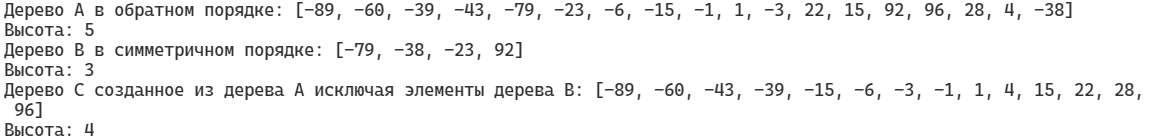 Дерево A в обратном порядке: [-89, -60, -39, -43, -79, -23, -6, -15, -1, 1, -3, 22, 15, 92, 96, 28, 4, -38]
Высота: 5
Дерево B в симметричном порядке: [-79, -38, -23, 92]
Высота: 3
Дерево C созданное из дерева A исключая элементы дерева B: [-89, -60, -43, -39, -15, -6, -3, -1, 1, 4, 15, 22, 28,
96]
Высота: 4